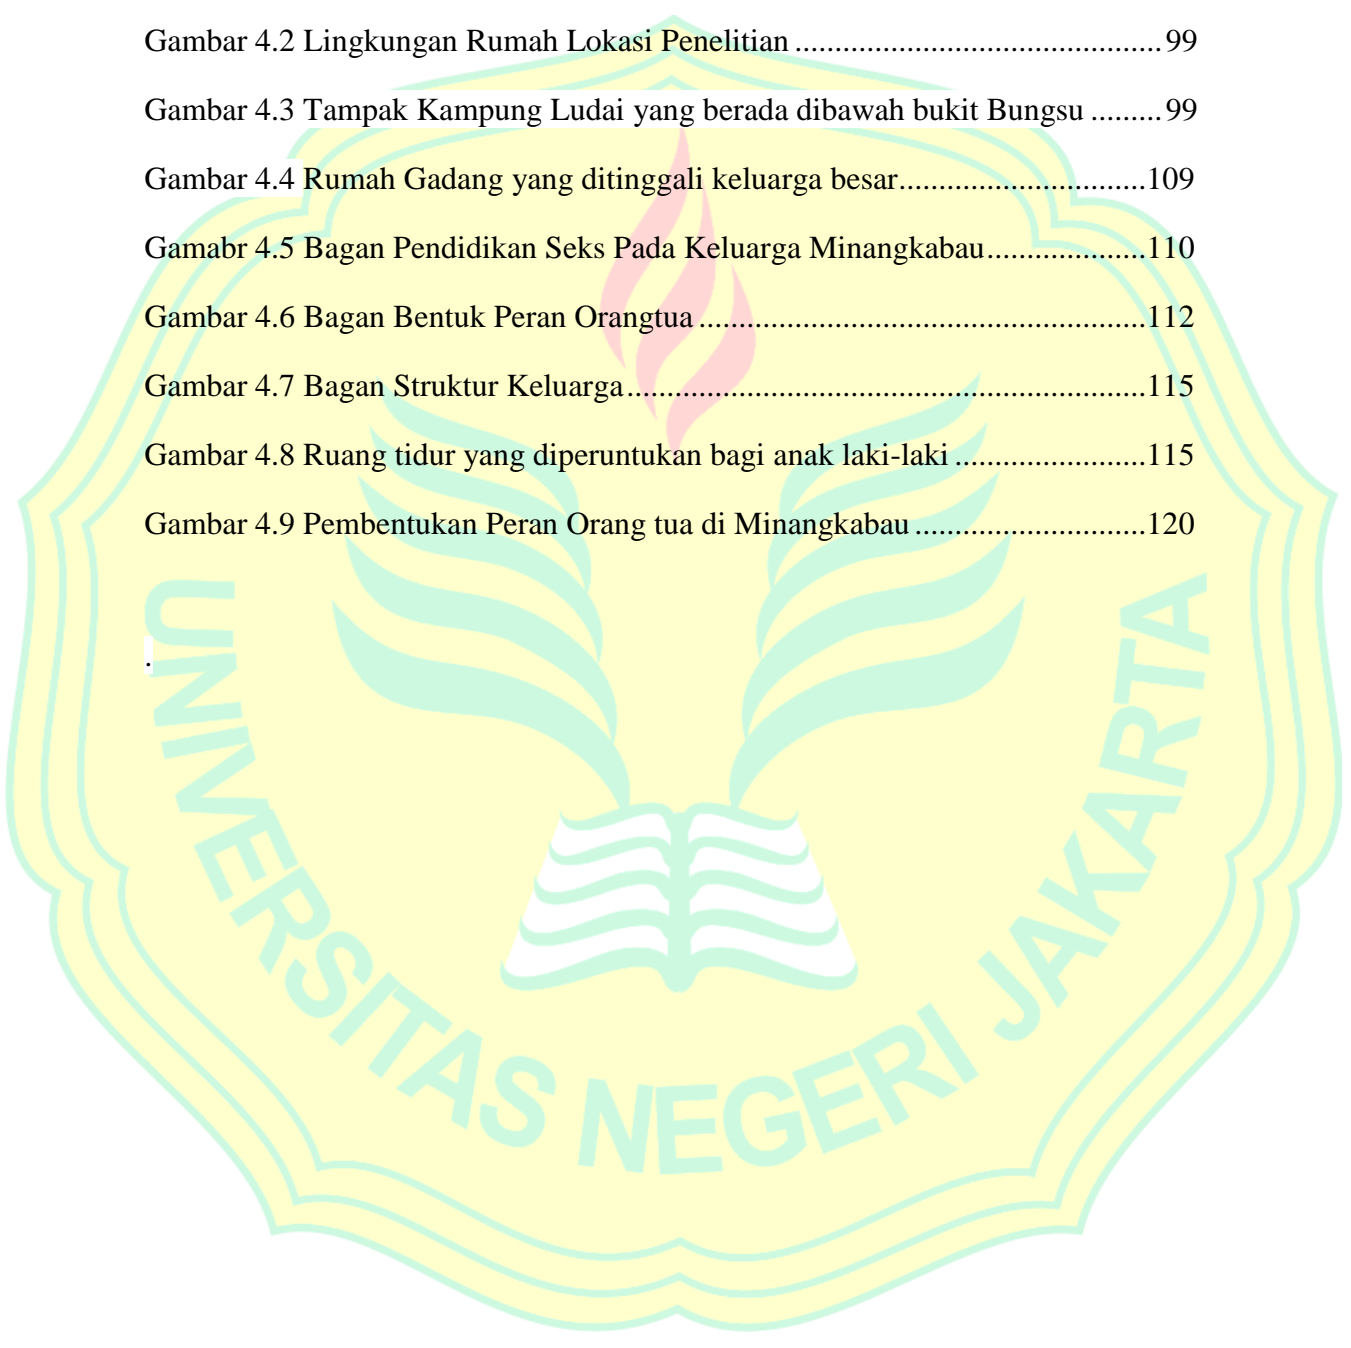 Gambar 4.2 Lingkungan Rumah Lokasi Penelitian ............................................. 99
Gambar 4.3 Tampak Kampung Ludai yang berada dibawah bukit Bungsu ......... 99
Gambar 4.4 Rumah Gadang yang ditinggali keluarga besar.............................. 109
Gamabr 4.5 Bagan Pendidikan Seks Pada Keluarga Minangkabau................... 110
Gambar 4.6 Bagan Bentuk Peran Orangtua ...................................................... 112
Gambar 4.7 Bagan Struktur Keluarga............................................................... 115
Gambar 4.8 Ruang tidur yang diperuntukan bagi anak laki-laki ....................... 115
Gambar 4.9 Pembentukan Peran Orang tua di Minangkabau ............................ 120
.
UNIVERSITAS NEGERI JAKARTA